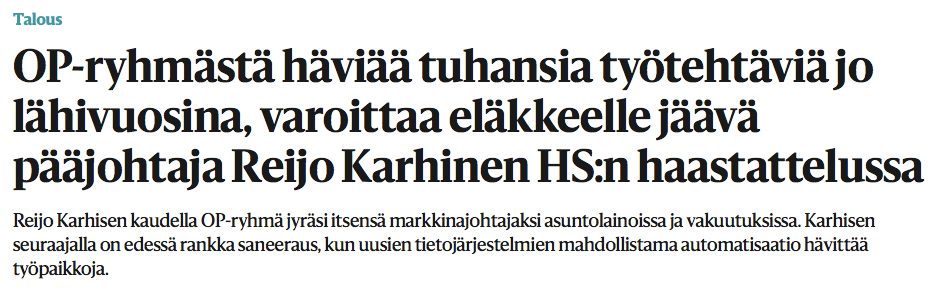 Talous
OP-ryhmästä häviää tuhansia työtehtäviä jo
lähivuosina, varoittaa eläkkeelle jäävä
pääjohtaja Reijo Karhinen HS:n haastattelussa
Reijo Karhisen kaudella OP-ryhmä jyräsi itsensä markkinajohtajaksi asuntolainoissa ja vakuutuksissa. Karhisen
seuraajalla on edessä rankka saneeraus, kun uusien tietojärjestelmien mahdollistama automatisaatio hävittää
työpaikkoja.